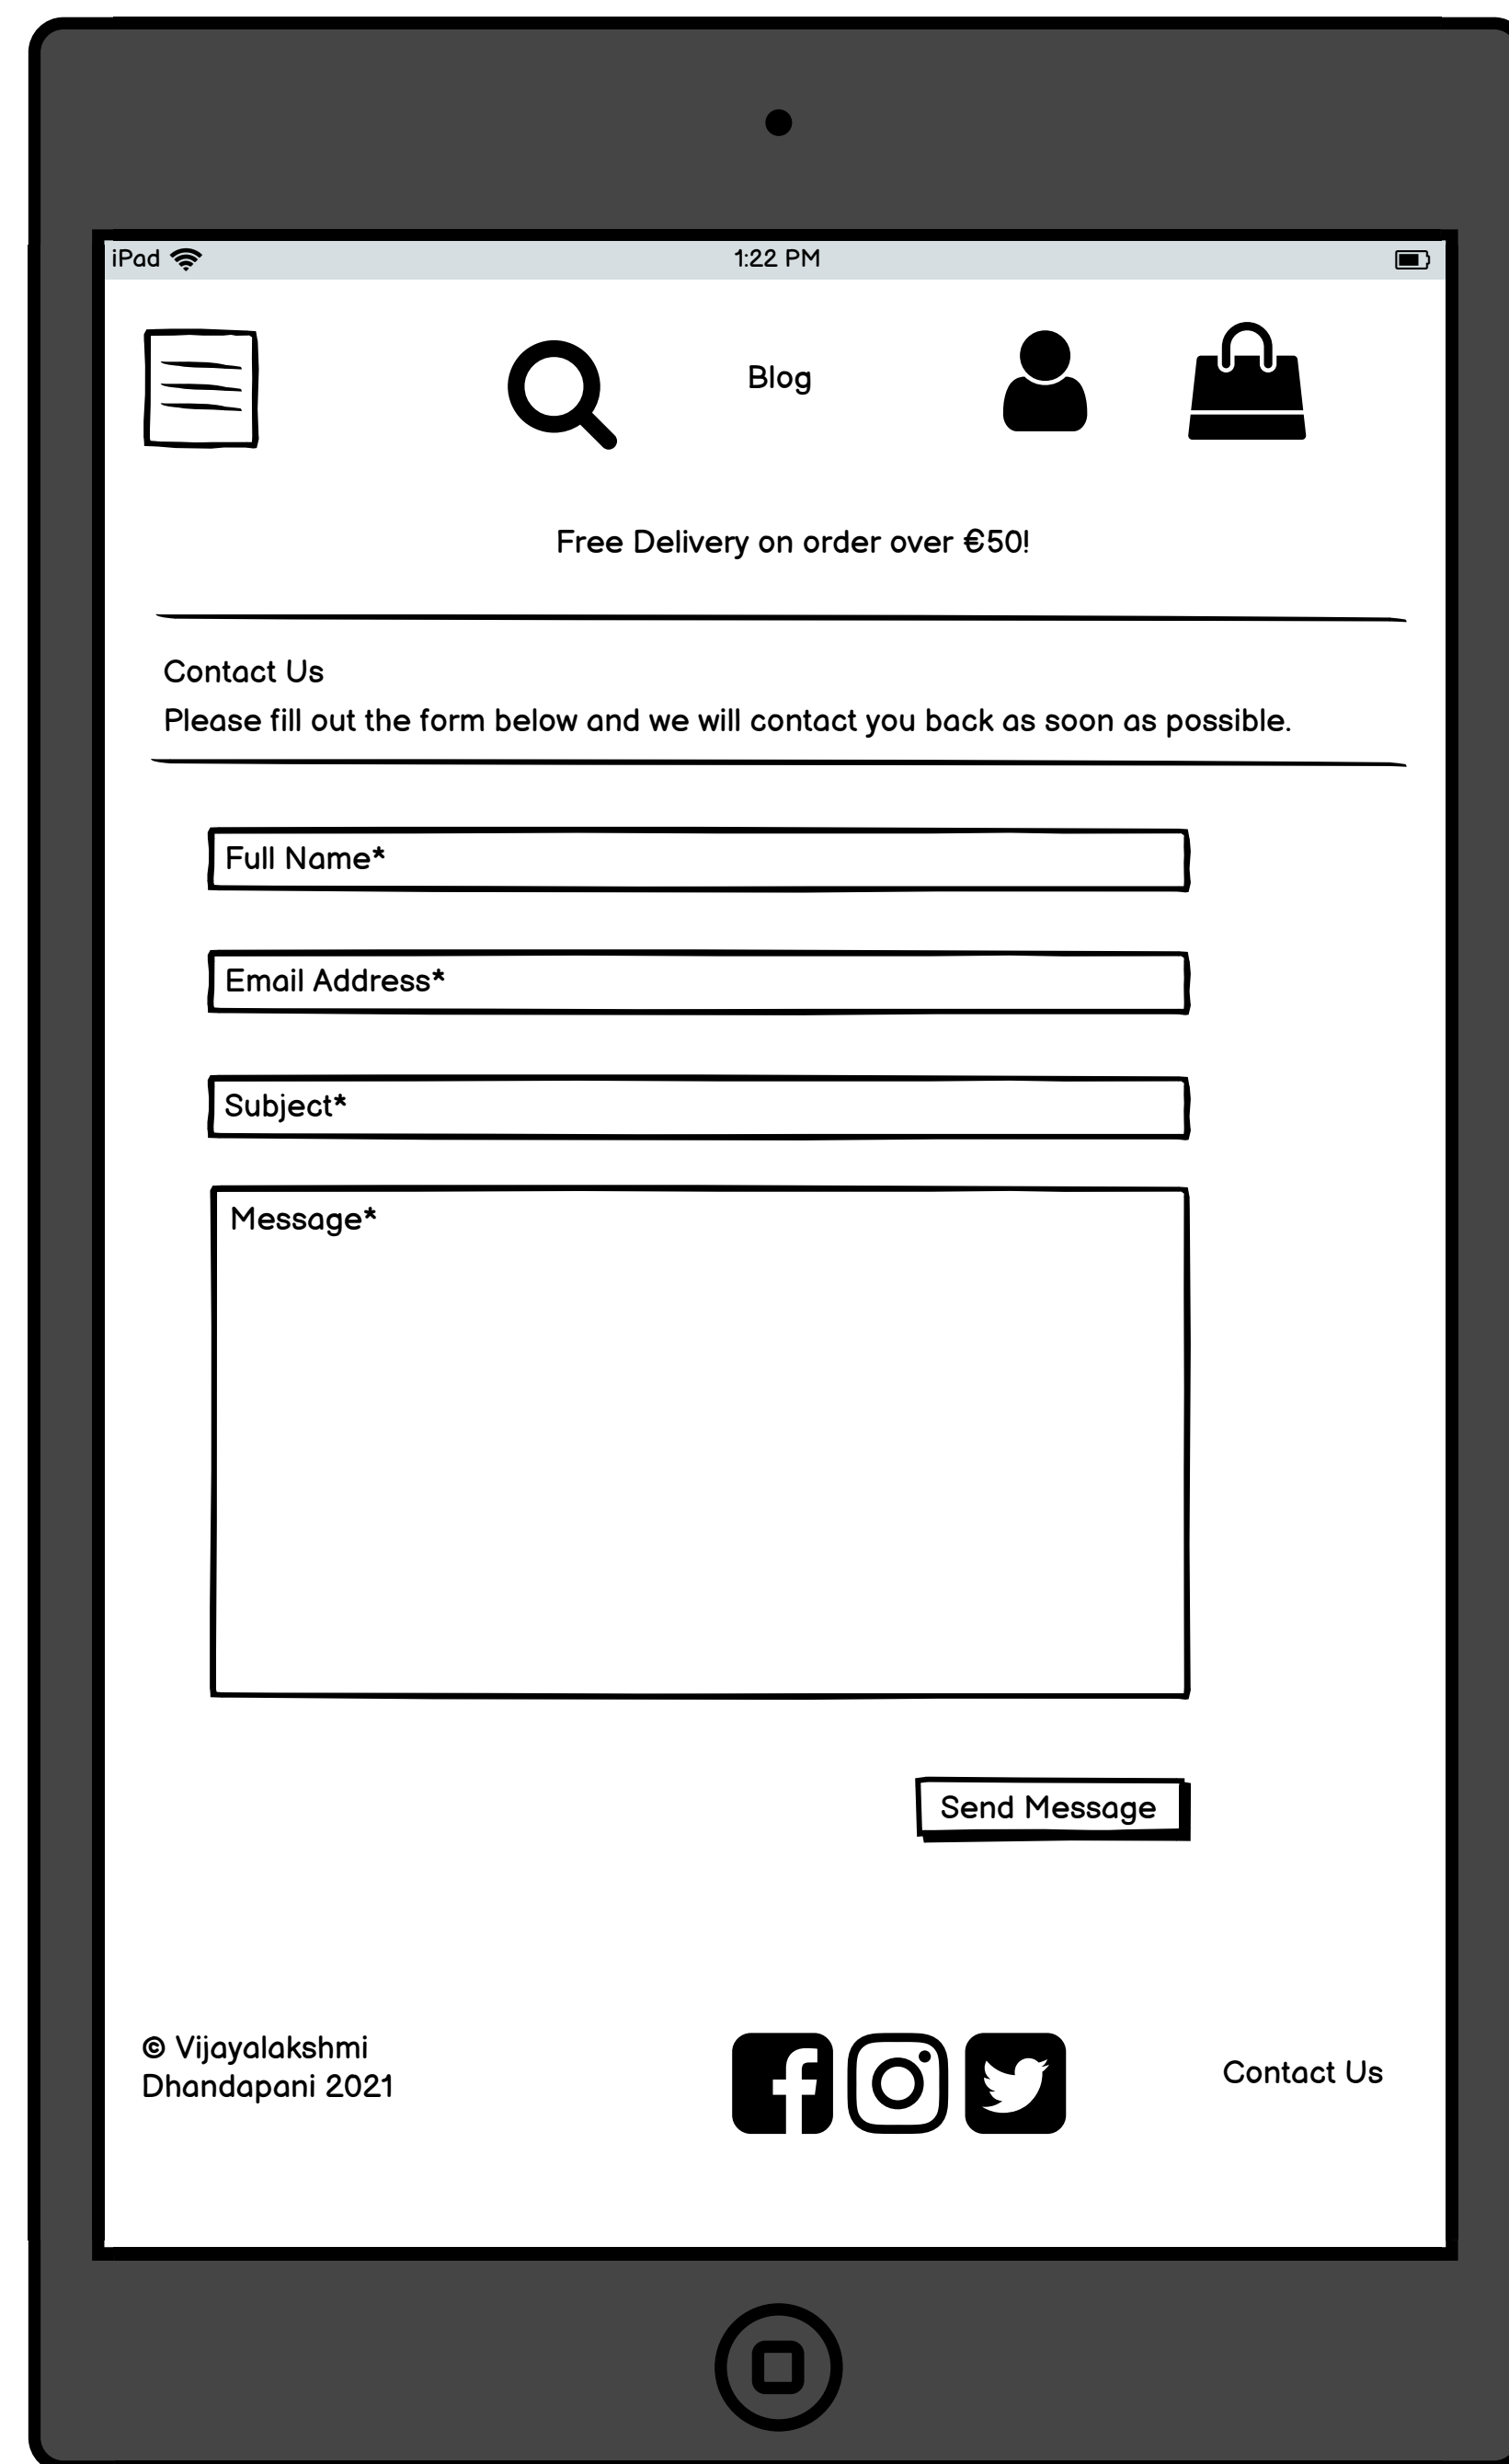 iPad
1:22 PM
Blog
Free Delivery on order over €50!
Contact Us
Please fill out the form below and we will contact you back as soon as possible.
Full Name*
Email Address*
Subject*
Message*
Send Message
© Vijayalakshmi
Dhandapani 2021
Contact Us